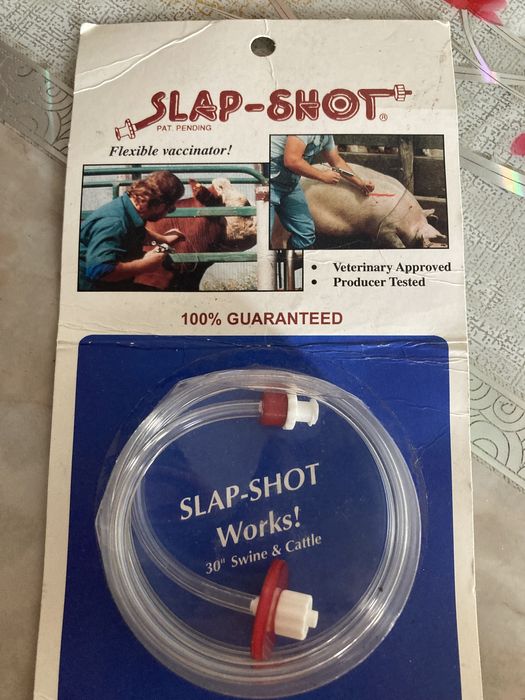 SLAP-SHOT®
PAT. PENDING
Flexible vaccinator!
• Veterinary Approved
• Producer Tested
100% GUARANTEED
SLAP-SHOT
Works!
30" Swine & Cattle